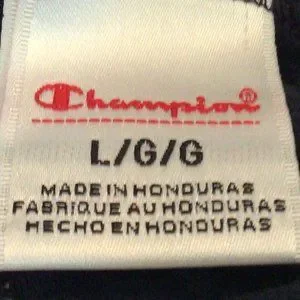 Champion®
L/G/G
MADE IN HONDURAS
FABRIQUE AU HONDURAS
HECHO EN HONDURAS